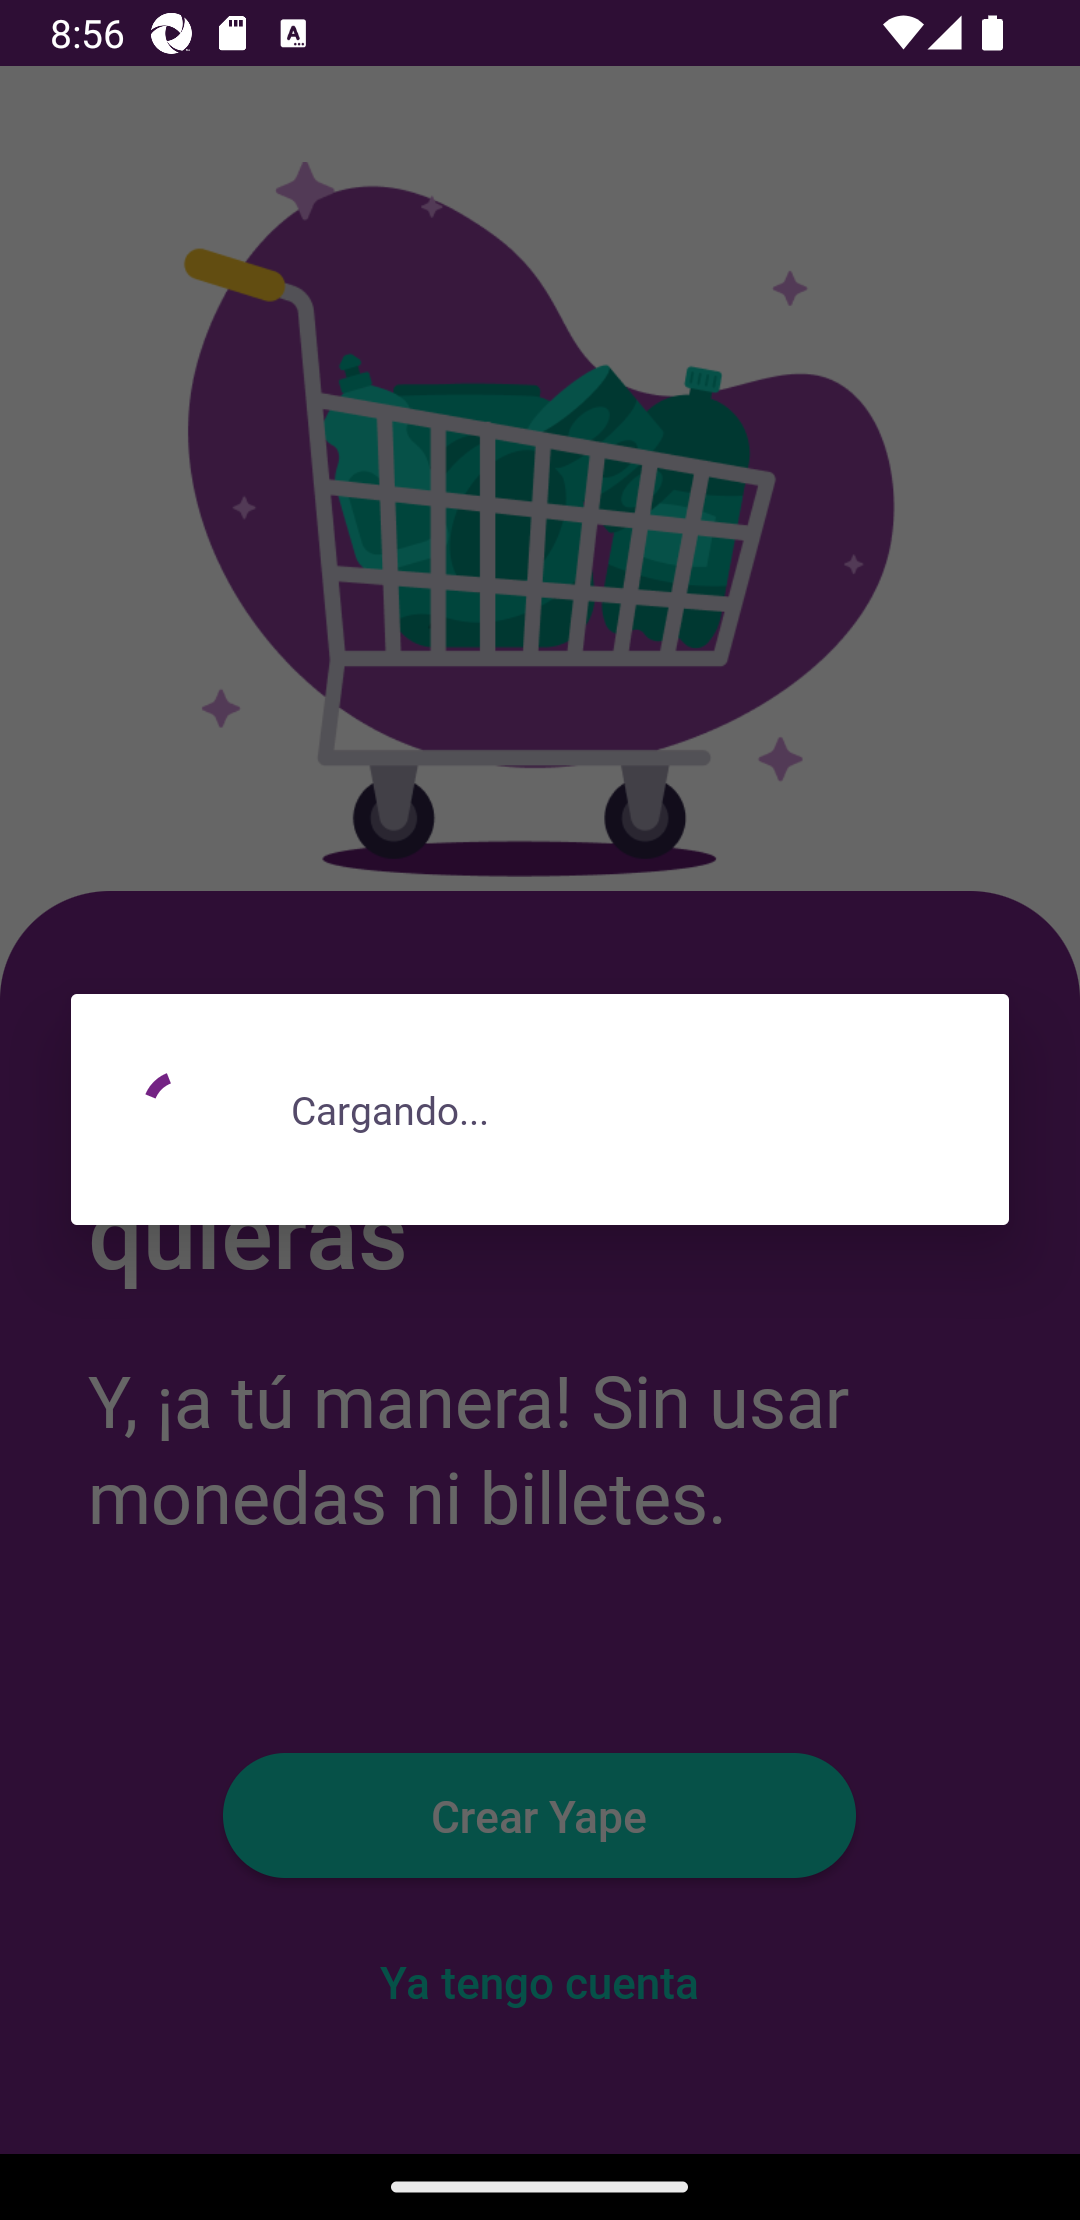 8:56
Cargando...
quieras
Y, ¡a tú manera! Sin usar
monedas ni billetes.
Crear Yape
Ya tengo cuenta